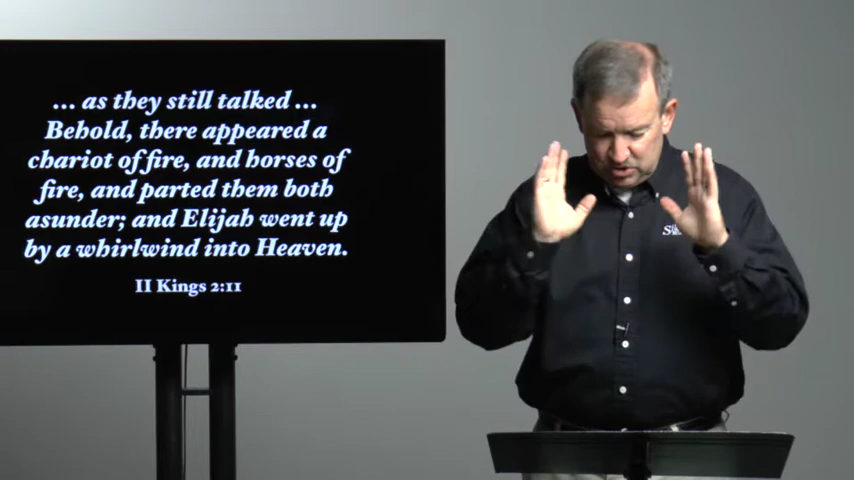 ... as they still talked ...
Behold, there appeared a
chariot of fire, and horses of
fire, and parted them both
asunder; and Elijah went up
by a whirlwind into Heaven.
II Kings 2:11